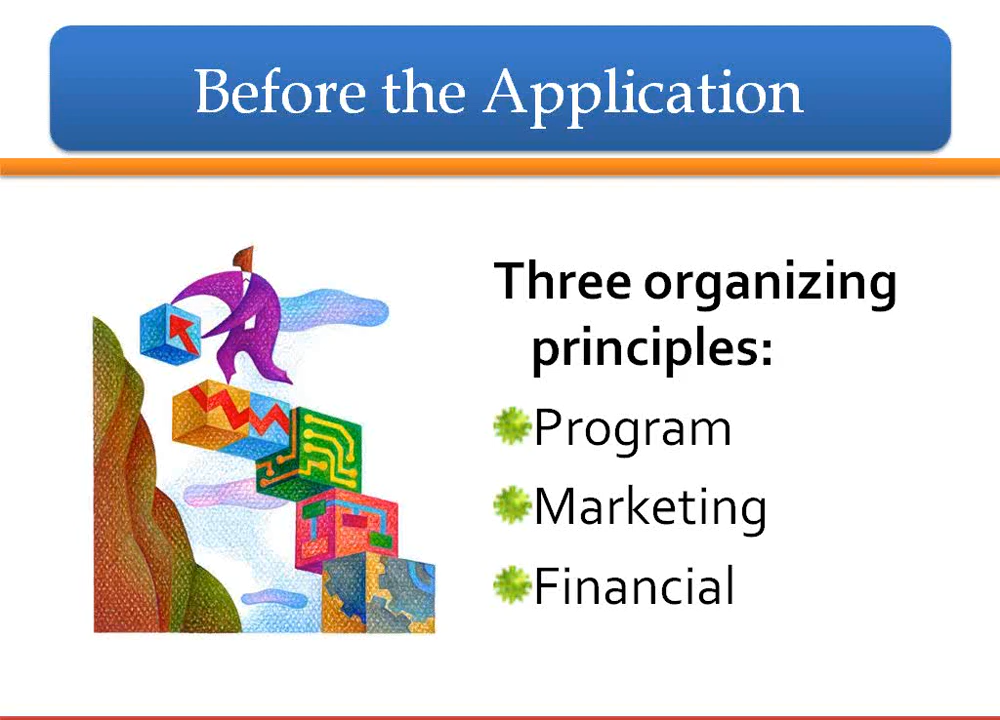 Before the Application
Three organizing
principles:
Program
Marketing
Financial